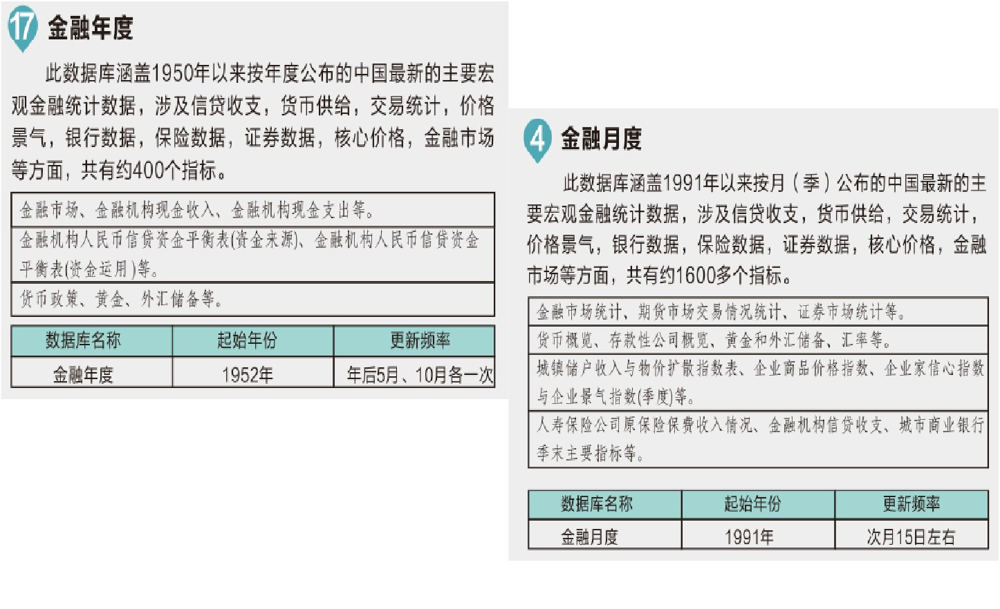 17 金融年度
此数据库涵盖1950年以来按年度公布的中国最新的主要宏
观金融统计数据，涉及信贷收支，货币供给，交易统计，价格
景气，银行数据，保险数据，证券数据，核心价格，金融市场
等方面，共有约400个指标。
金融市场、金融机构现金收入、金融机构现金支出等。
金融机构人民币信贷资金平衡表(资金来源)、金融机构人民币信贷资金
平衡表(资金运用)等。
货币政策、黄金、外汇储备等。
数据库名称 起始年份 更新频率
金融年度 1952年 年后5月、10月各一次
4 金融月度
此数据库涵盖1991年以来按月（季）公布的中国最新的主
要宏观金融统计数据，涉及信贷收支，货币供给，交易统计，
价格景气，银行数据，保险数据，证券数据，核心价格，金融
市场等方面，共有约1600多个指标。
金融市场统计、期货市场交易情况统计、证券市场统计等。
货币概览、存款性公司概览、黄金和外汇储备、汇率等。
城镇储户收入与物价扩散指数表、企业商品价格指数、企业家信心指数
与企业景气指数(季度)等。
人寿保险公司原保险保费收入情况、金融机构信贷收支、城市商业银行
季末主要指标等。
数据库名称 起始年份 更新频率
金融月度 1991年 次月15日左右